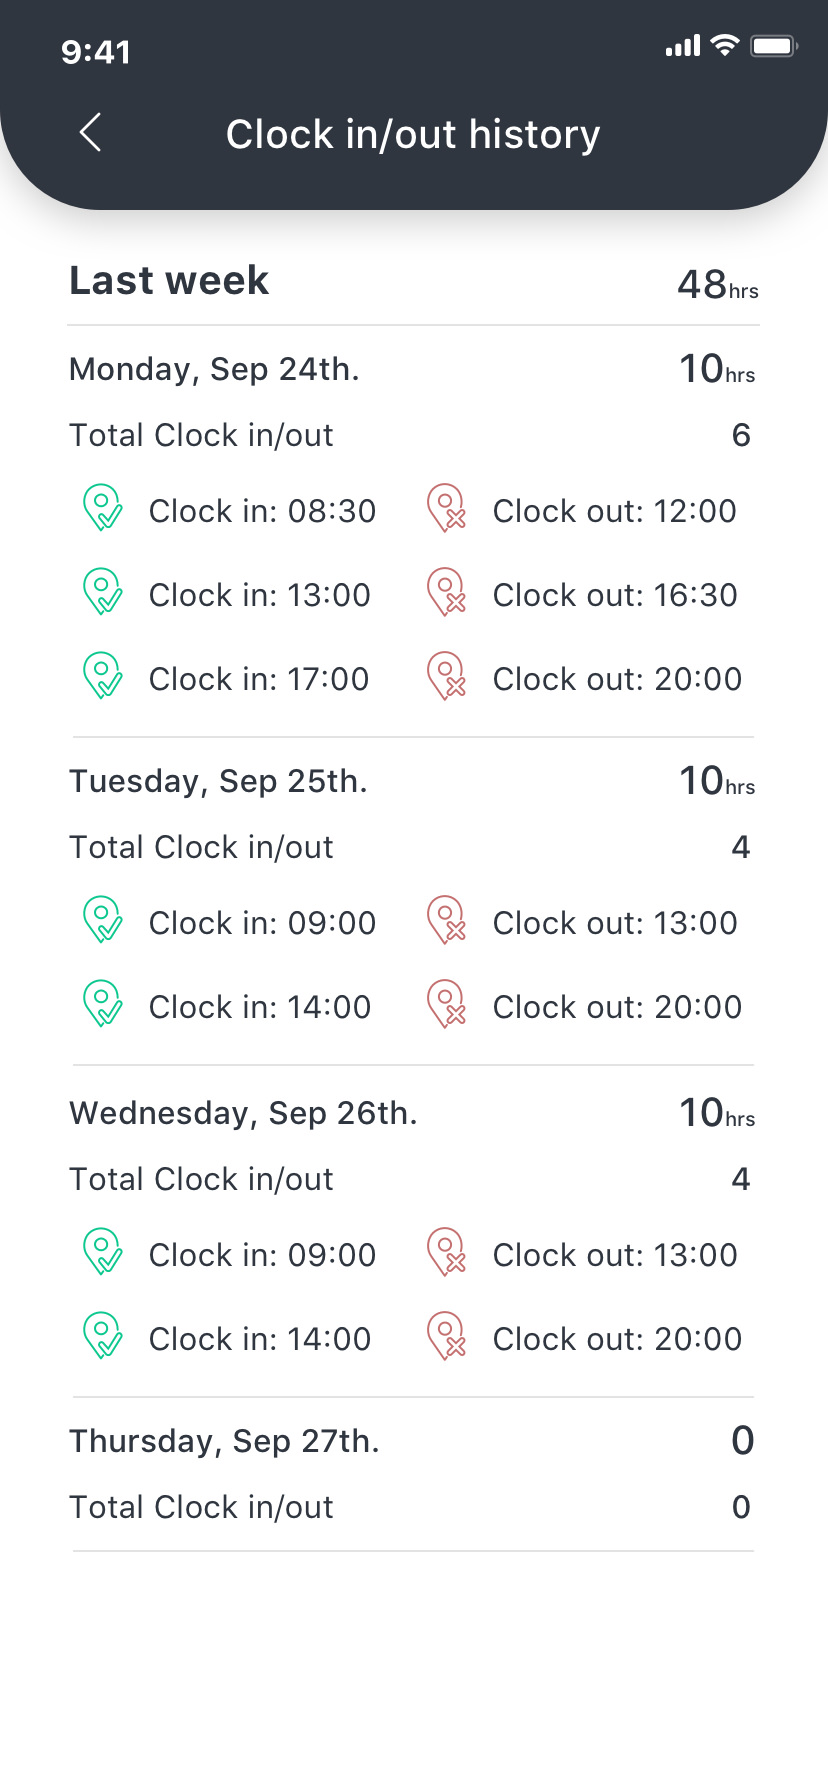 9:41
Clock in/out history
Last week 48hrs
Monday, Sep 24th. 10hrs
Total Clock in/out 6
Clock in: 08:30 Clock out: 12:00
Clock in: 13:00 Clock out: 16:30
Clock in: 17:00 Clock out: 20:00
Tuesday, Sep 25th. 10hrs
Total Clock in/out 4
Clock in: 09:00 Clock out: 13:00
Clock in: 14:00 Clock out: 20:00
Wednesday, Sep 26th. 10hrs
Total Clock in/out 4
Clock in: 09:00 Clock out: 13:00
Clock in: 14:00 Clock out: 20:00
Thursday, Sep 27th. 0
Total Clock in/out 0